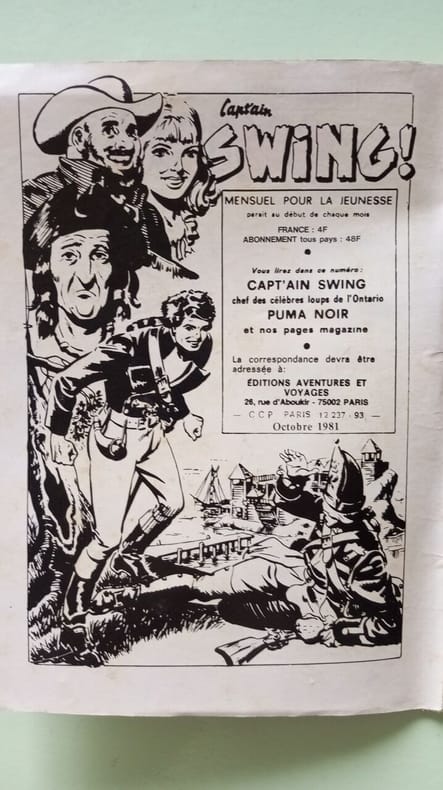 Capt'ain
SWING!
MENSUEL POUR LA JEUNESSE
parait au début de chaque mois
FRANCE : 4F
ABONNEMENT tous pays : 48F
Vous lirez dans ce numéro:
CAPT'AIN SWING
chef des célèbres loups de l'Ontario
PUMA NOIR
et nos pages magazine
La correspondance devra être
adressée à:
ÉDITIONS AVENTURES ET
VOYAGES
26, rue d'Aboukir - 75002 PARIS
— CCP PARIS 12 237 - 93 —
Octobre 1981